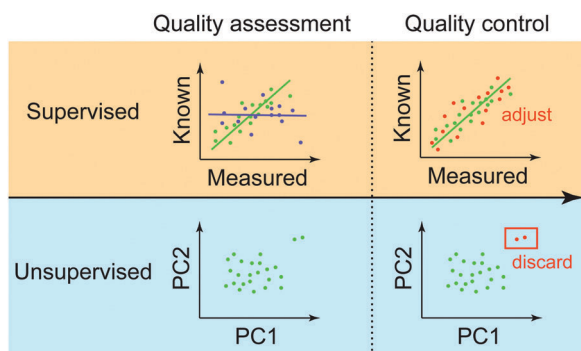 Quality assessment
Quality control
Supervised
Known
Measured
Known
adjust
Measured
Unsupervised
PC2
PC1
PC2
discard
PC1